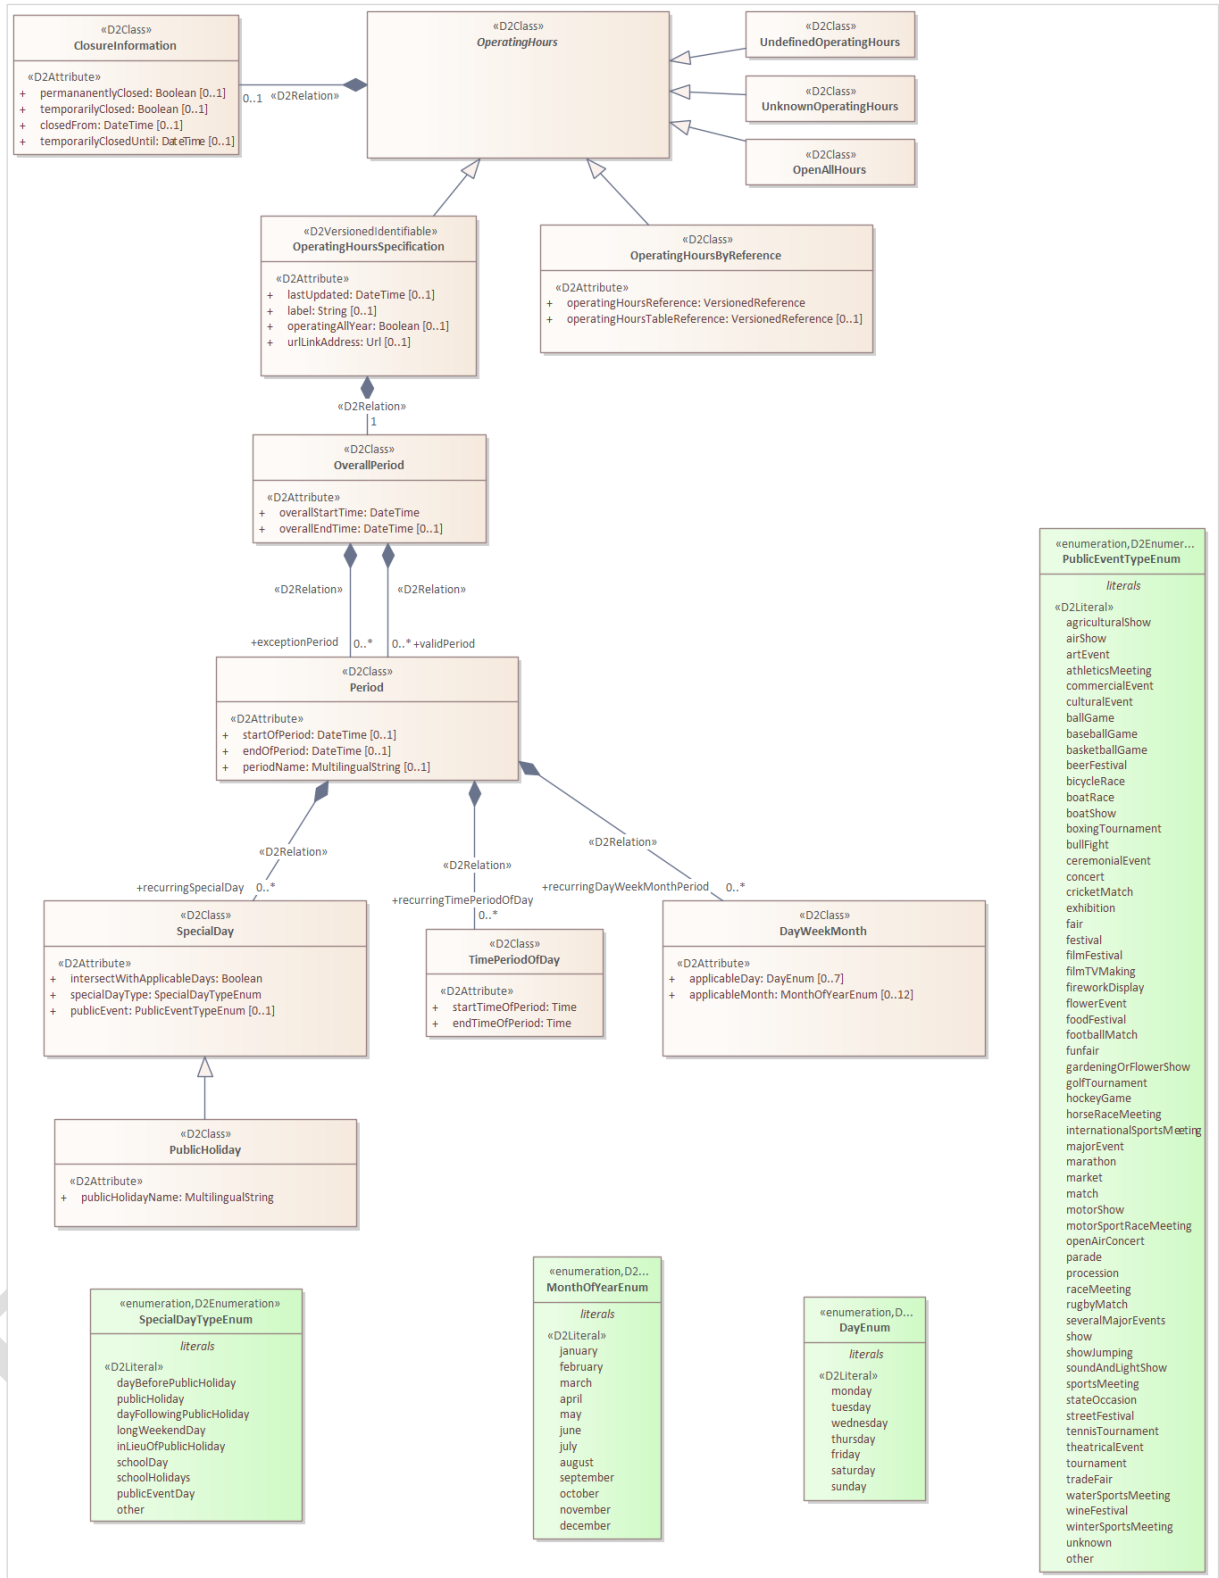 «D2Class»
ClosureInformation
«D2Attribute»
+ permananentlyClosed: Boolean [0..1]
+ temporarilyClosed: Boolean [0..1]
+ closedFrom: DateTime [0..1]
+ temporarilyClosedUntil: DateTime [0..1]
0..1 «D2Relation»
«D2Class»
OperatingHours
«D2Class»
UndefinedOperatingHours
«D2Class»
UnknownOperatingHours
«D2Class»
OpenAllHours
«D2VersionedIdentifiable»
OperatingHoursSpecification
«D2Attribute»
+ lastUpdated: DateTime [0..1]
+ label: String [0..1]
+ operatingAllYear: Boolean [0..1]
+ urlLinkAddress: Url [0..1]
«D2Class»
OperatingHoursByReference
«D2Attribute»
+ operatingHoursReference: VersionedReference
+ operatingHoursTableReference: VersionedReference [0..1]
«D2Relation»
1
«D2Class»
OverallPeriod
«D2Attribute»
+ overallStartTime: DateTime
+ overallEndTime: DateTime [0..1]
«D2Relation» «D2Relation»
+exceptionPeriod 0..* 0..* +validPeriod
«D2Class»
Period
«D2Attribute»
+ startOfPeriod: DateTime [0..1]
+ endOfPeriod: DateTime [0..1]
+ periodName: MultilingualString [0..1]
«D2Relation»
+recurringSpecialDay 0..*
«D2Relation»
+recurringTimePeriodOfDay
0..*
«D2Relation»
+recurringDayWeekMonthPeriod 0..*
«D2Class»
SpecialDay
«D2Attribute»
+ intersectWithApplicableDays: Boolean
+ specialDayType: SpecialDayTypeEnum
+ publicEvent: PublicEventTypeEnum [0..1]
«D2Class»
TimePeriodOfDay
«D2Attribute»
+ startTimeOfPeriod: Time
+ endTimeOfPeriod: Time
«D2Class»
DayWeekMonth
«D2Attribute»
+ applicableDay: DayEnum [0..7]
+ applicableMonth: MonthOfYearEnum [0..12]
«D2Class»
PublicHoliday
«D2Attribute»
+ publicHolidayName: MultilingualString
«enumeration,D2Enumeration»
SpecialDayTypeEnum
literals
«D2Literal»
dayBeforePublicHoliday
publicHoliday
dayFollowingPublicHoliday
longWeekendDay
inLieuOfPublicHoliday
schoolDay
schoolHolidays
publicEventDay
other
«enumeration,D2...
MonthOfYearEnum
literals
«D2Literal»
january
february
march
april
may
june
july
august
september
october
november
december
«enumeration,D...
DayEnum
literals
«D2Literal»
monday
tuesday
wednesday
thursday
friday
saturday
sunday
«enumeration,D2Enumer...
PublicEventTypeEnum
literals
«D2Literal»
agriculturalShow
airShow
artEvent
athleticsMeeting
commercialEvent
culturalEvent
ballGame
baseballGame
basketballGame
beerFestival
bicycleRace
boatRace
boatShow
boxingTournament
bullFight
ceremonialEvent
concert
cricketMatch
exhibition
fair
festival
filmFestival
filmTVMaking
fireworkDisplay
flowerEvent
foodFestival
footballMatch
funfair
gardeningOrFlowerShow
golfTournament
hockeyGame
horseRaceMeeting
internationalSportsMeeting
majorEvent
marathon
market
match
motorShow
motorSportRaceMeeting
openAirConcert
parade
procession
raceMeeting
rugbyMatch
severalMajorEvents
show
showJumping
soundAndLightShow
sportsMeeting
stateOccasion
streetFestival
tennisTournament
theatricalEvent
tournament
tradeFair
waterSportsMeeting
wineFestival
winterSportsMeeting
unknown
other